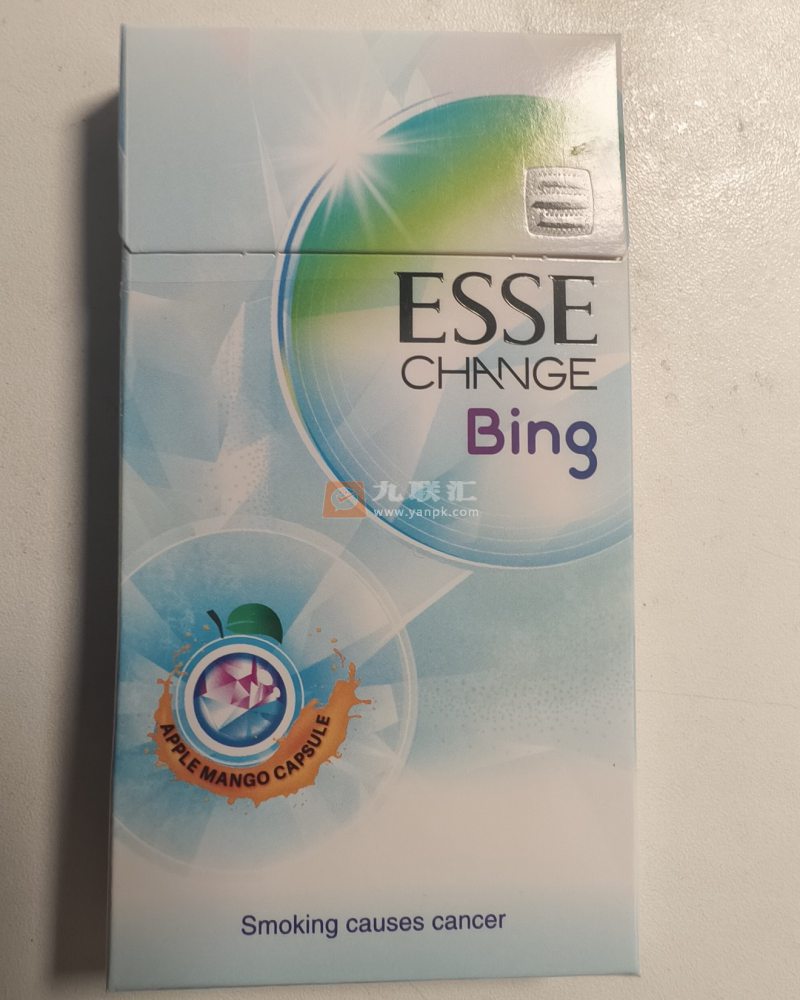 ESSE
CHANGE
Bing
九联汇
www.yanpk.com
APPLE MANGO CAPSULE
Smoking causes cancer